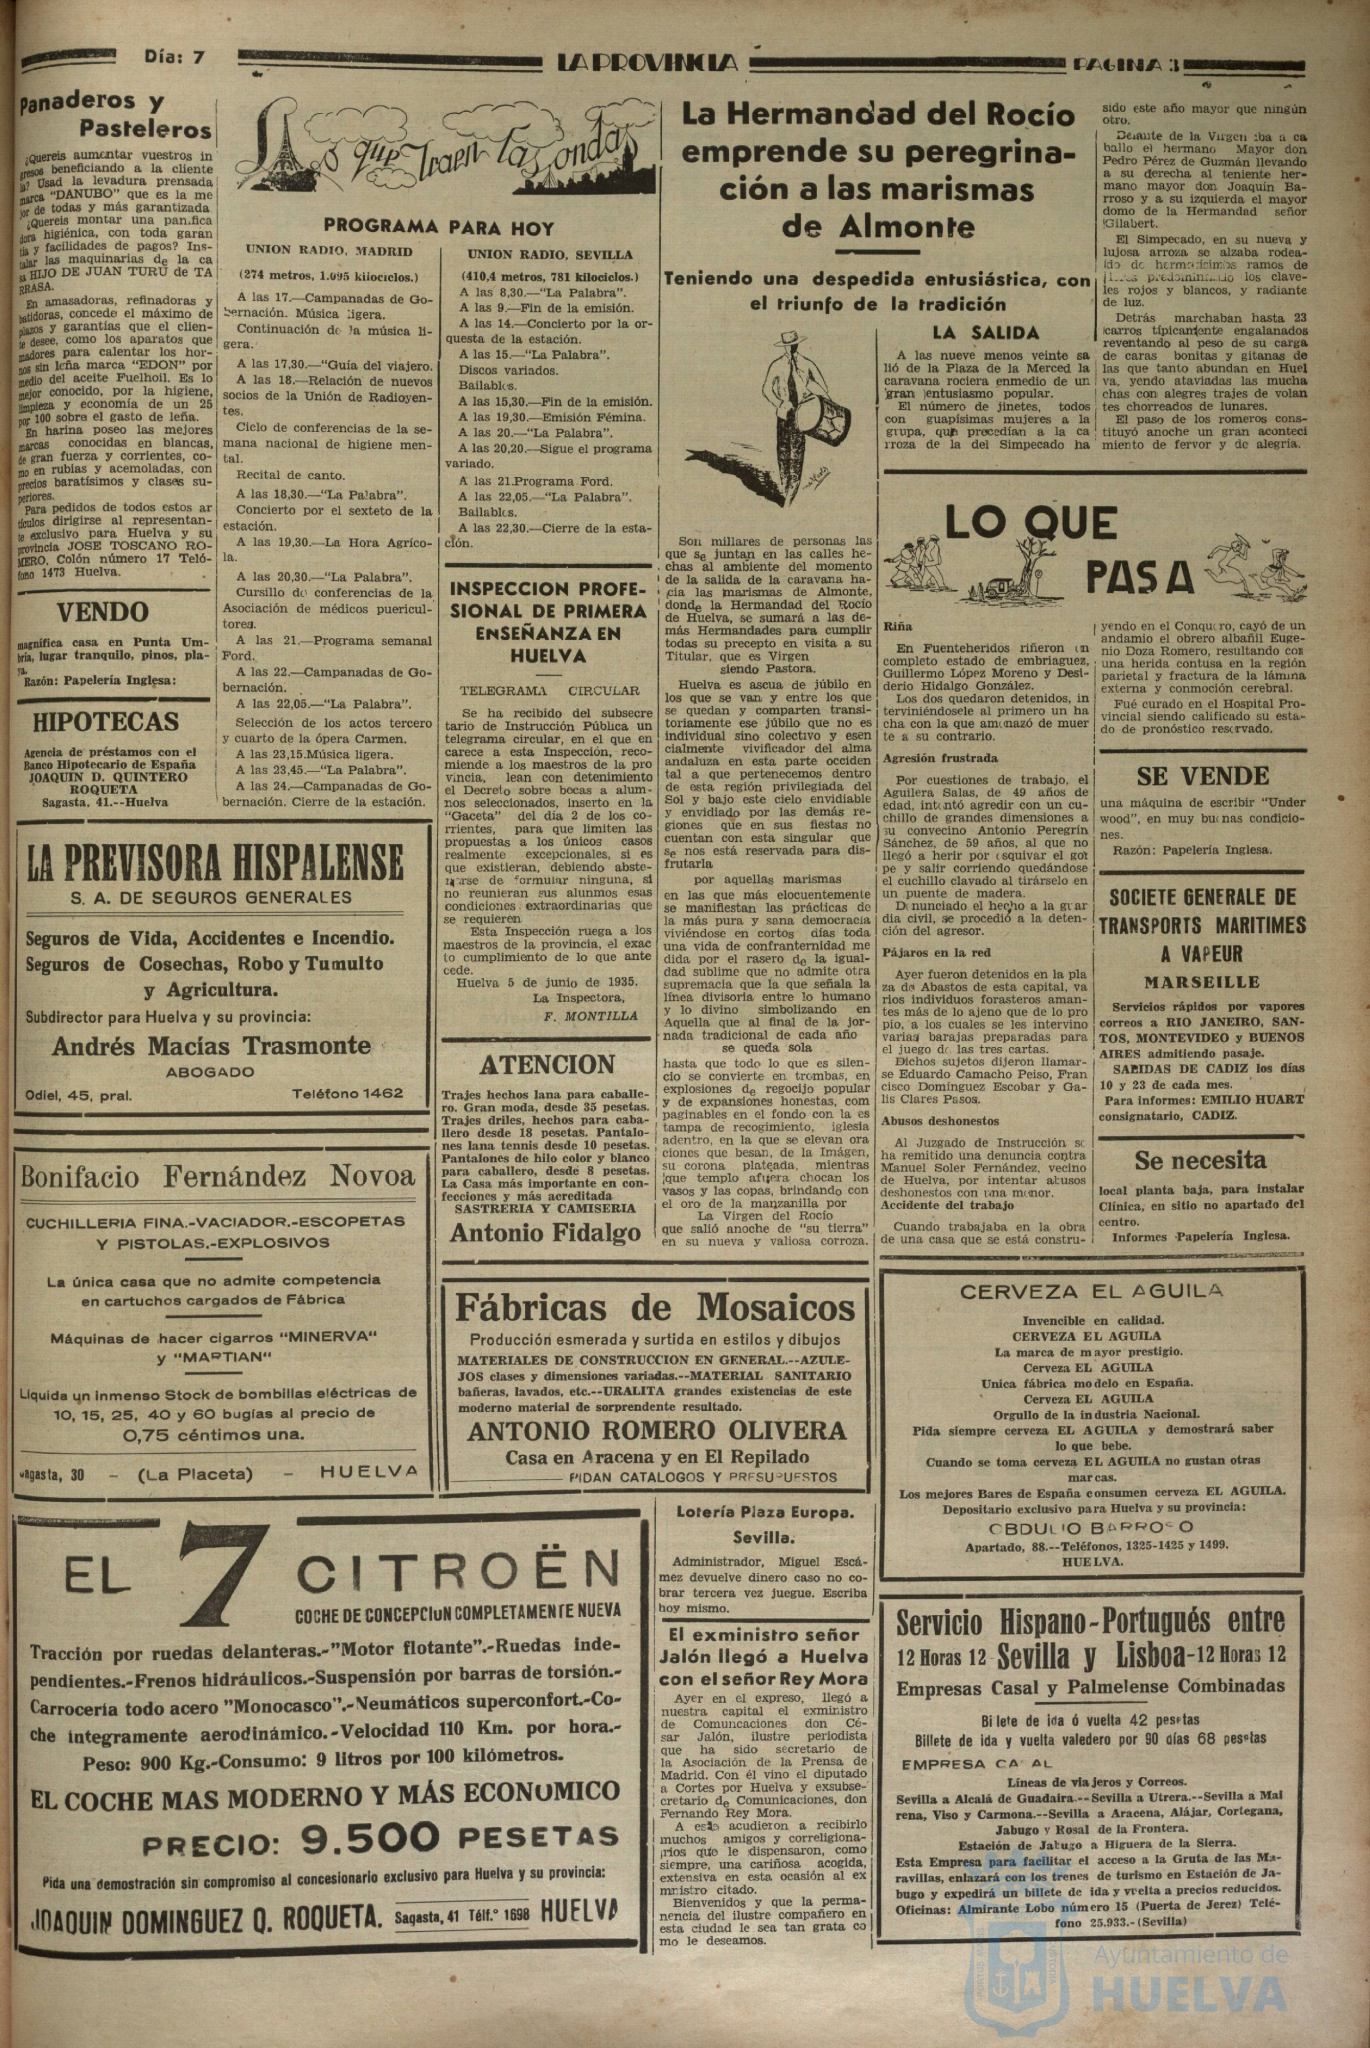 Día: 7
LA PROVINCIA
PAGINA 3
Panaderos y
Pasteleros
¿Quereis aumentar vuestros in
gresos beneficiando a la cliente
la? Usad la levadura prensada
marca "DANUBO" que es la me
jor de todas y más garantizada
¿Quereis montar una panifica
dora higiénica, con toda garan
tía y facilidades de pagos? Ins-
talar las maquinarias de la ca
sa HIJO DE JUAN TURU DE TA
RRASA.
En amasadoras, refinadoras y
batidoras, concede el máximo de
plazos y garantías que el clien-
te desee, como los aparatos que
madores para calentar los hor-
nos sin leña marca "EDON" por
medio del aceite Fuelhoil. Es lo
mejor conocido, por la higiene,
limpieza y economía de un 25
por 100 sobre el gasto de leña.
En harina poseo las mejores
marcas conocidas en blancas,
de gran fuerza y corrientes, co-
mo en rubias y acemoladas, con
precios baratísimos y clases su-
periores.
Para pedidos de todos estos ar
tículos dirigirse al representan-
te exclusivo para Huelva y su
provincia JOSE TOSCANO RO-
MERO, Colón número 17 Telé-
fono 1473 Huelva.
VENDO
magnífica casa en Punta Um-
bría, lugar tranquilo, pinos, pla-
ya.
Razón: Papelería Inglesa:
HIPOTECAS
Agencia de préstamos con el
Banco Hipotecario de España
JOAQUIN D. QUINTERO
ROQUETA
Sagasta, 41.--Huelva
Lo que traen las ondas
PROGRAMA PARA HOY
UNION RADIO, MADRID
(274 metros, 1.095 kilociclos.)
A las 17.—Campanadas de Go-
bernación. Música ligera.
Continuación de la música li-
gera.
A las 17,30.—"Guía del viajero.
A las 18.—Relación de nuevos
socios de la Unión de Radioyen-
tes.
Ciclo de conferencias de la se-
mana nacional de higiene men-
tal.
Recital de canto.
A las 18,30.—"La Palabra".
Concierto por el sexteto de la
estación.
A las 19,30.—La Hora Agríco-
la.
A las 20,30.—"La Palabra".
Cursillo de conferencias de la
Asociación de médicos puericul-
tores.
A las 21.—Programa semanal
Ford.
A las 22.—Campanadas de Go-
bernación.
A las 22,05.—"La Palabra".
Selección de los actos tercero
y cuarto de la ópera Carmen.
A las 23,15.Música ligera.
A las 23,45.—"La Palabra".
A las 24.—Campanadas de Go-
bernación. Cierre de la estación.
UNION RADIO, SEVILLA
(410,4 metros, 781 kilociclos.)
A las 8,30.—"La Palabra".
A las 9.—Fin de la emisión.
A las 14.—Concierto por la or-
questa de la estación.
A las 15.—"La Palabra".
Discos variados.
Bailables.
A las 15,30.—Fin de la emisión.
A las 19,30.—Emisión Fémina.
A las 20.—"La Palabra".
A las 20,20.—Sigue el programa
variado.
A las 21.Programa Ford.
A las 22,05.—"La Palabra".
Bailables.
A las 22,30.—Cierre de la esta-
ción.
INSPECCION PROFE-
SIONAL DE PRIMERA
ENSEÑANZA EN
HUELVA
TELEGRAMA CIRCULAR
Se ha recibido del subsecre
tario de Instrucción Pública un
telegrama circular, en el que en
carece a esta Inspección, reco-
miende a los maestros de la pro
vincia, lean con detenimiento
el Decreto sobre becas a alum-
nos seleccionados, inserto en la
"Gaceta" del día 2 de los co-
rrientes, para que limiten las
propuestas a los únicos casos
realmente excepcionales, si es
que existieran, debiendo abste-
nerse de formular ninguna, si
no reunieran sus alumnos esas
condiciones extraordinarias que
se requieren
Esta Inspección ruega a los
maestros de la provincia, el exac
to cumplimiento de lo que ante
cede.
Huelva 5 de junio de 1935.
La Inspectora,
F. MONTILLA
ATENCION
Trajes hechos lana para caballe-
ro. Gran moda, desde 35 pesetas.
Trajes driles, hechos para caba-
llero desde 18 pesetas. Pantalo-
nes lana tennis desde 10 pesetas.
Pantalones de hilo color y blanco
para caballero, desde 8 pesetas.
La Casa más importante en con-
fecciones y más acreditada
SASTRERIA Y CAMISERIA
Antonio Fidalgo
La Hermandad del Rocío
emprende su peregrina-
ción a las marismas
de Almonte
Teniendo una despedida entusiástica, con
el triunfo de la tradición
Son millares de personas las
que se juntan en las calles he-
chas al ambiente del momento
de la salida de la caravana ha-
cia las marismas de Almonte,
donde la Hermandad del Rocío
de Huelva, se sumará a las de-
más Hermandades para cumplir
todas su precepto en visita a su
Titular, que es Virgen
siendo Pastora.
Huelva es ascua de júbilo en
los que se van y entre los que
se quedan y comparten transi-
toriamente ese júbilo que no es
individual sino colectivo y esen
cialmente vivificador del alma
andaluza en esta parte occiden
tal a que pertenecemos dentro
de esta región privilegiada del
Sol y bajo este cielo envidiable
y envidiado por las demás re-
giones que en sus fiestas no
cuentan con esta singular que
se nos está reservada para dis-
frutarla
por aquellas marismas
en las que más elocuentemente
se manifiestan las prácticas de
la más pura y sana democracia
viviéndose en cortos días toda
una vida de confranternidad me
dida por el rasero de la igual-
dad sublime que no admite otra
supremacia que la que señala la
línea divisoria entre lo humano
y lo divino simbolizando en
Aquella que al final de la jor-
nada tradicional de cada año
se queda sola
hasta que todo lo que es silen-
cio se convierte en trombas, en
explosiones de regocijo popular
y de expansiones honestas, com
paginables en el fondo con la es
tampa de recogimiento, iglesia
adentro, en la que se elevan ora
ciones que besan, de la Imágen,
su corona plateada, mientras
que templo afuera chocan los
vasos y las copas, brindando con
el oro de la manzanilla por
La Virgen del Rocío
que salió anoche de "su tierra"
en su nueva y valiosa corroza.
LA SALIDA
A las nueve menos veinte sa
lió de la Plaza de la Merced la
caravana rociera enmedio de un
gran entusiasmo popular.
El número de jinetes, todos
con guapísimas mujeres a la
grupa, que precedían a la ca
rroza de la del Simpecado ha
sido este año mayor que ningún
otro.
Delante de la Virgen iba a ca
ballo el hermano Mayor don
Pedro Pérez de Guzmán llevando
a su derecha al teniente her-
mano mayor don Joaquín Ba-
rroso y a su izquierda el mayor
domo de la Hermandad señor
Gilabert.
El Simpecado, en su nueva y
lujosa arroza se alzaba rodea-
do de hermosísimos ramos de
flores predominando los clave-
les rojos y blancos, y radiante
de luz.
Detrás marchaban hasta 23
carros típicamente engalanados
reventando al peso de su carga
de caras bonitas y gitanas de
las que tanto abundan en Huel
va, yendo ataviadas las mucha
chas con alegres trajes de volan
tes chorreados de lunares.
El paso de los romeros cons-
tituyó anoche un gran aconteci
miento de fervor y de alegría.
LO QUE
PASA
Riña
En Fuenteheridos riñeron en
completo estado de embriaguez,
Guillermo López Moreno y Desi-
derio Hidalgo González.
Los dos quedaron detenidos, in
terviniéndosele al primero un ha
cha con la que amenazó de muer
te a su contrario.
Agresión frustrada
Por cuestiones de trabajo, el
Aguilera Salas, de 49 años de
edad, intentó agredir con un cu-
chillo de grandes dimensiones a
su convecino Antonio Peregrín
Sánchez, de 59 años, al que no
llegó a herir por esquivar el gol
pe y salir corriendo quedándose
el cuchillo clavado al tirárselo en
un puente de madera.
Denunciado el hecho a la guar
dia civil, se procedió a la deten-
ción del agresor.
Pájaros en la red
Ayer fueron detenidos en la pla
za de Abastos de esta capital, va
rios individuos forasteros aman-
tes más de lo ajeno que de lo pro
pio, a los cuales se les intervino
varias barajas preparadas para
el juego de las tres cartas.
Dichos sujetos dijeron llamar-
se Eduardo Camacho Peiso, Fran
cisco Domínguez Escobar y Ga-
lis Clares Pasos.
Abusos deshonestos
Al Juzgado de Instrucción se
ha remitido una denuncia contra
Manuel Soler Fernández, vecino
de Huelva, por intentar abusos
deshonestos con una menor.
Accidente del trabajo
Cuando trabajaba en la obra
de una casa que se está constru-
yendo en el Conquero, cayó de un
andamio el obrero albañil Euge-
nio Doza Romero, resultando con
una herida contusa en la región
parietal y fractura de la lámina
externa y conmoción cerebral.
Fué curado en el Hospital Pro-
vincial siendo calificado su esta-
do de pronóstico reservado.
SE VENDE
una máquina de escribir "Under
wood", en muy buenas condicio-
nes.
Razón: Papelería Inglesa.
SOCIETE GENERALE DE
TRANSPORTS MARITIMES
A VAPEUR
MARSEILLE
Servicios rápidos por vapores
correos a RIO JANEIRO, SAN-
TOS, MONTEVIDEO y BUENOS
AIRES admitiendo pasaje.
SALIDAS DE CADIZ los días
10 y 23 de cada mes.
Para informes: EMILIO HUART
consignatario, CADIZ.
Se necesita
local planta baja, para instalar
Clínica, en sitio no apartado del
centro.
Informes Papelería Inglesa.
LA PREVISORA HISPALENSE
S. A. DE SEGUROS GENERALES
Seguros de Vida, Accidentes e Incendio.
Seguros de Cosechas, Robo y Tumulto
y Agricultura.
Subdirector para Huelva y su provincia:
Andrés Macías Trasmonte
ABOGADO
Odiel, 45, pral. Teléfono 1462
Bonifacio Fernández Novoa
CUCHILLERIA FINA.-VACIADOR.-ESCOPETAS
Y PISTOLAS.-EXPLOSIVOS
La única casa que no admite competencia
en cartuchos cargados de Fábrica
Máquinas de hacer cigarros "MINERVA"
y "MARTIAN"
Liquida un inmenso Stock de bombillas eléctricas de
10, 15, 25, 40 y 60 bugías al precio de
0,75 céntimos una.
Sagasta, 30 - (La Placeta) - HUELVA
Fábricas de Mosaicos
Producción esmerada y surtida en estilos y dibujos
MATERIALES DE CONSTRUCCION EN GENERAL.--AZULE-
JOS clases y dimensiones variadas.--MATERIAL SANITARIO
bañeras, lavados, etc.--URALITA grandes existencias de este
moderno material de sorprendente resultado.
ANTONIO ROMERO OLIVERA
Casa en Aracena y en El Repilado
PIDAN CATALOGOS Y PRESUPUESTOS
CERVEZA EL AGUILA
Invencible en calidad.
CERVEZA EL AGUILA
La marca de mayor prestigio.
Cerveza EL AGUILA
Unica fábrica modelo en España.
Cerveza EL AGUILA
Orgullo de la industria Nacional.
Pida siempre cerveza EL AGUILA y demostrará saber
lo que bebe.
Cuando se toma cerveza EL AGUILA no gustan otras
marcas.
Los mejores Bares de España consumen cerveza EL AGUILA.
Depositario exclusivo para Huelva y su provincia:
OBDULIO BARROSO
Apartado, 88.--Teléfonos, 1325-1425 y 1499.
HUELVA.
EL 7 CITROËN
COCHE DE CONCEPCION COMPLETAMENTE NUEVA
Tracción por ruedas delanteras.-"Motor flotante".-Ruedas inde-
pendientes.-Frenos hidráulicos.-Suspensión por barras de torsión.-
Carrocería todo acero "Monocasco".-Neumáticos superconfort.-Co-
che integramente aerodinámico.-Velocidad 110 Km. por hora.-
Peso: 900 Kg.-Consumo: 9 litros por 100 kilómetros.
EL COCHE MAS MODERNO Y MÁS ECONOMICO
PRECIO: 9.500 PESETAS
Pida una demostración sin compromiso al concesionario exclusivo para Huelva y su provincia:
JOAQUIN DOMINGUEZ Q. ROQUETA. Sagasta, 41 Télf.º 1698 HUELVA
Lotería Plaza Europa.
Sevilla.
Administrador, Miguel Escá-
mez devuelve dinero caso no co-
brar tercera vez juegue. Escriba
hoy mismo.
El exministro señor
Jalón llegó a Huelva
con el señor Rey Mora
Ayer en el expreso, llegó a
nuestra capital el exministro
de Comuncaciones don Cé-
sar Jalón, ilustre periodista
que ha sido secretario de
la Asociación de la Prensa de
Madrid. Con él vino el diputado
a Cortes por Huelva y exsubse-
cretario de Comunicaciones, don
Fernando Rey Mora.
A esta acudieron a recibirlo
muchos amigos y correligiona-
rios que le dispensaron, como
siempre, una cariñosa acogida,
extensiva en esta ocasión al ex
ministro citado.
Bienvenidos y que la perma-
nencia del ilustre compañero en
esta ciudad le sea tan grata co
mo le deseamos.
Servicio Hispano-Portugués entre
12 Horas 12 Sevilla y Lisboa-12 Horas 12
Empresas Casal y Palmelense Combinadas
Billete de ida ó vuelta 42 pesetas
Billete de ida y vuelta valedero por 90 días 68 pesetas
EMPRESA CASAL
Líneas de viajeros y Correos.
Sevilla a Alcalá de Guadaira.--Sevilla a Utrera.--Sevilla a Mai
rena, Viso y Carmona.--Sevilla a Aracena, Alájar, Cortegana,
Jabugo y Rosal de la Frontera.
Estación de Jabugo a Higuera de la Sierra.
Esta Empresa para facilitar el acceso a la Gruta de las Ma-
ravillas, enlazará con los trenes de turismo en Estación de Ja-
bugo y expedirá un billete de ida y vuelta a precios reducidos.
Oficinas: Almirante Lobo número 15 (Puerta de Jerez) Telé-
fono 25.933.-(Sevilla)
Ayuntamiento de
HUELVA